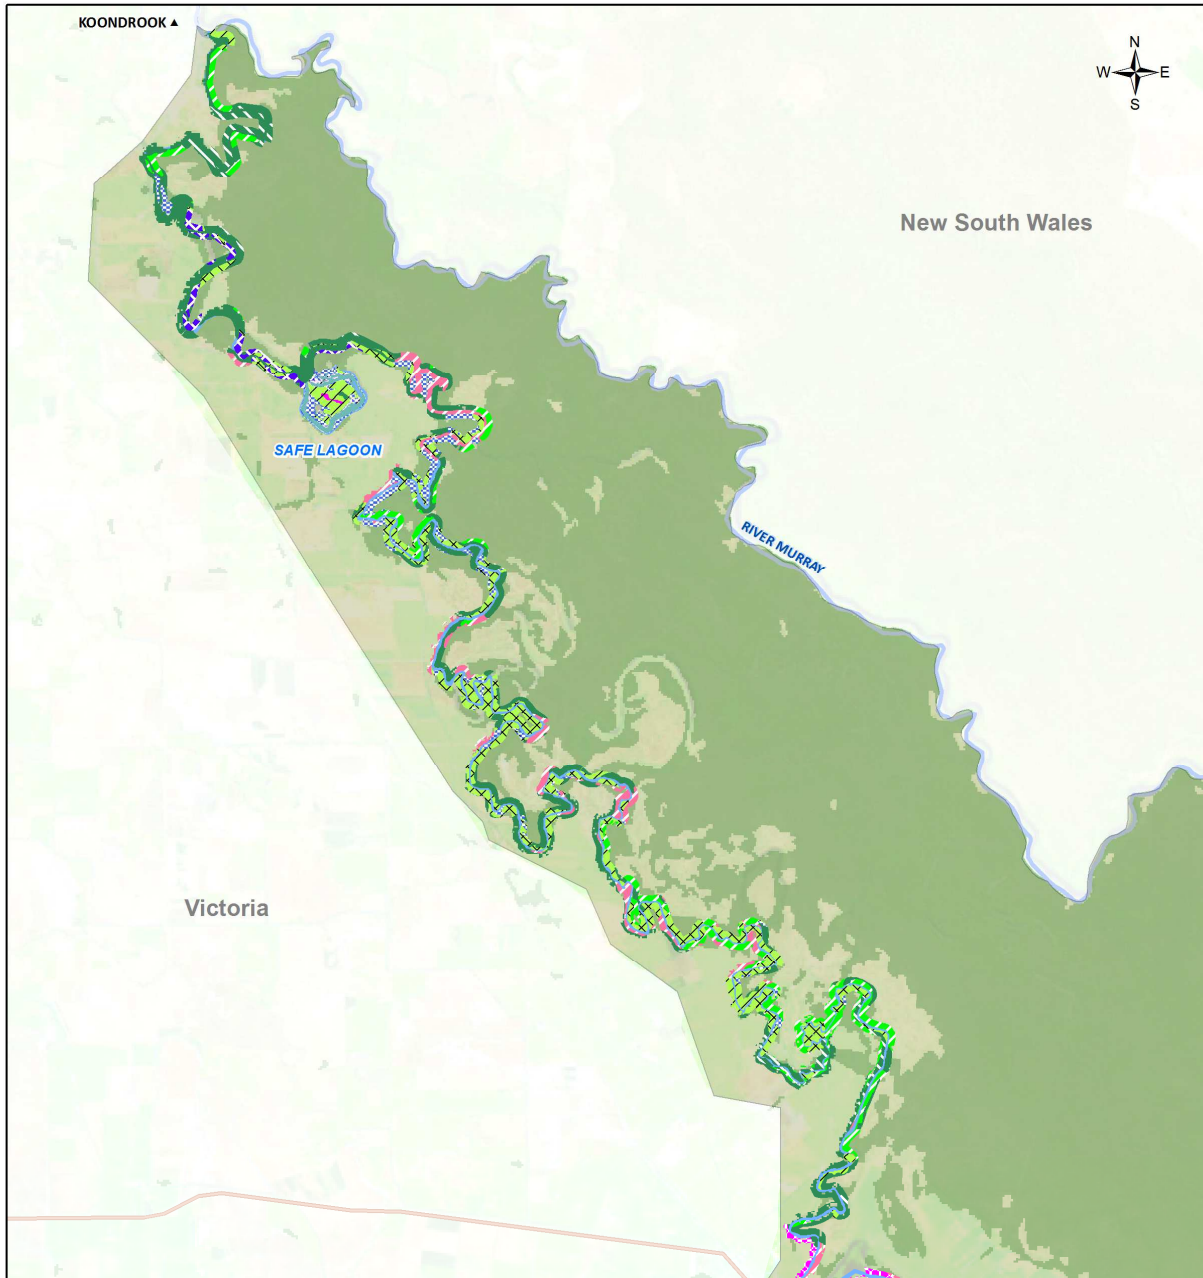 KOONDROOK ▲
N
W E
S
New South Wales
SAFE LAGOON
RIVER MURRAY
Victoria